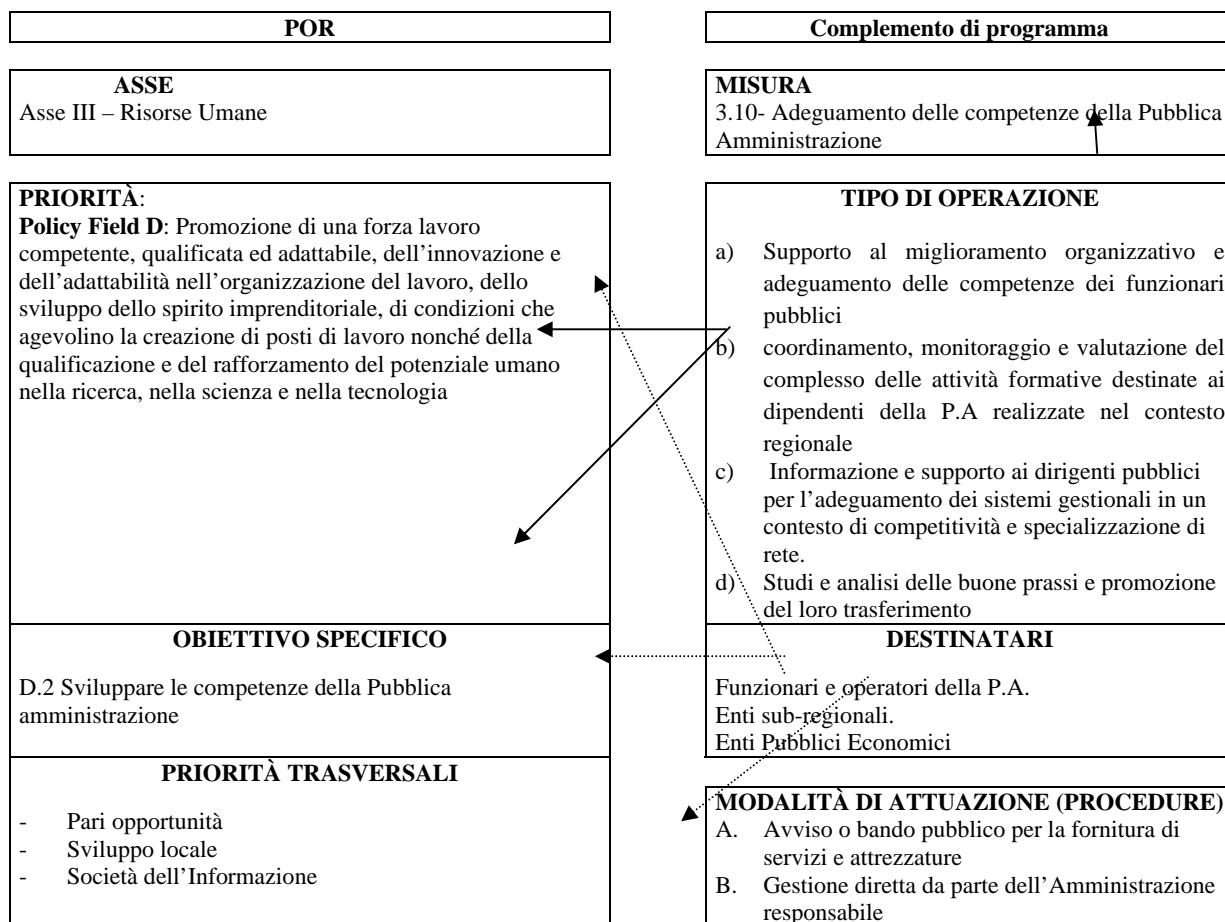 POR
ASSE
Asse III – Risorse Umane
PRIORITÀ:
Policy Field D: Promozione di una forza lavoro
competente, qualificata ed adattabile, dell’innovazione e
dell’adattabilità nell’organizzazione del lavoro, dello
sviluppo dello spirito imprenditoriale, di condizioni che
agevolino la creazione di posti di lavoro nonché della
qualificazione e del rafforzamento del potenziale umano
nella ricerca, nella scienza e nella tecnologia
OBIETTIVO SPECIFICO
D.2 Sviluppare le competenze della Pubblica
amministrazione
PRIORITÀ TRASVERSALI
- Pari opportunità
- Sviluppo locale
- Società dell’Informazione
Complemento di programma
MISURA
3.10- Adeguamento delle competenze della Pubblica
Amministrazione
TIPO DI OPERAZIONE
a) Supporto al miglioramento organizzativo e
adeguamento delle competenze dei funzionari
pubblici
b) coordinamento, monitoraggio e valutazione del
complesso delle attività formative destinate ai
dipendenti della P.A realizzate nel contesto
regionale
c) Informazione e supporto ai dirigenti pubblici
per l’adeguamento dei sistemi gestionali in un
contesto di competitività e specializzazione di
rete.
d) Studi e analisi delle buone prassi e promozione
del loro trasferimento
DESTINATARI
Funzionari e operatori della P.A.
Enti sub-regionali.
Enti Pubblici Economici
MODALITÀ DI ATTUAZIONE (PROCEDURE)
A. Avviso o bando pubblico per la fornitura di
servizi e attrezzature
B. Gestione diretta da parte dell’Amministrazione
responsabile